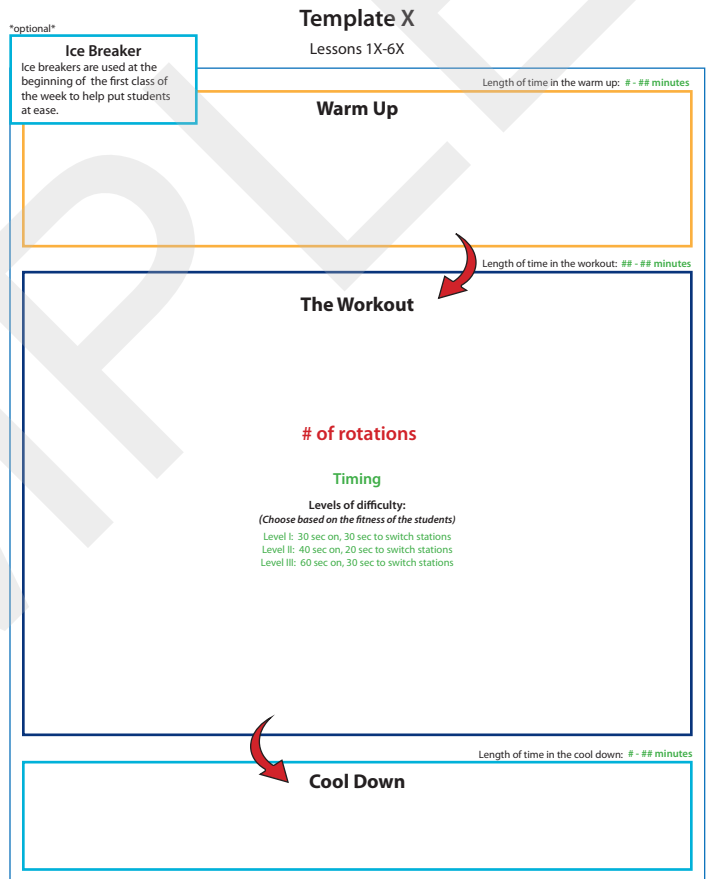 Template X
*optional*
Lessons 1X-6X
Ice Breaker
Ice breakers are used at the
beginning of the first class of
the week to help put students
at ease.
Length of time in the warm up: # - ## minutes
Warm Up
Length of time in the workout: ## - ## minutes
The Workout
# of rotations
Timing
Levels of difficulty:
(Choose based on the fitness of the students)
Level I: 30 sec on, 30 sec to switch stations
Level II: 40 sec on, 20 sec to switch stations
Level III: 60 sec on, 30 sec to switch stations
Length of time in the cool down: # - ## minutes
Cool Down